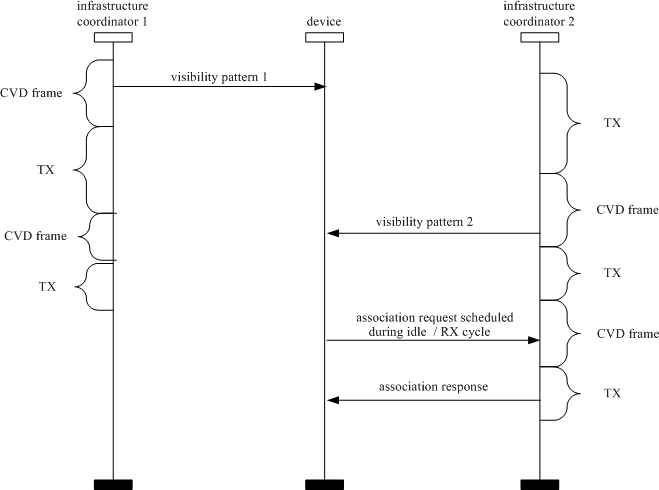 infrastructure
coordinator 1
device
infrastructure
coordinator 2
visibility pattern 1
CVD frame
TX
TX
CVD frame
visibility pattern 2
CVD frame
TX
TX
association request scheduled
during idle / RX cycle
CVD frame
association response
TX